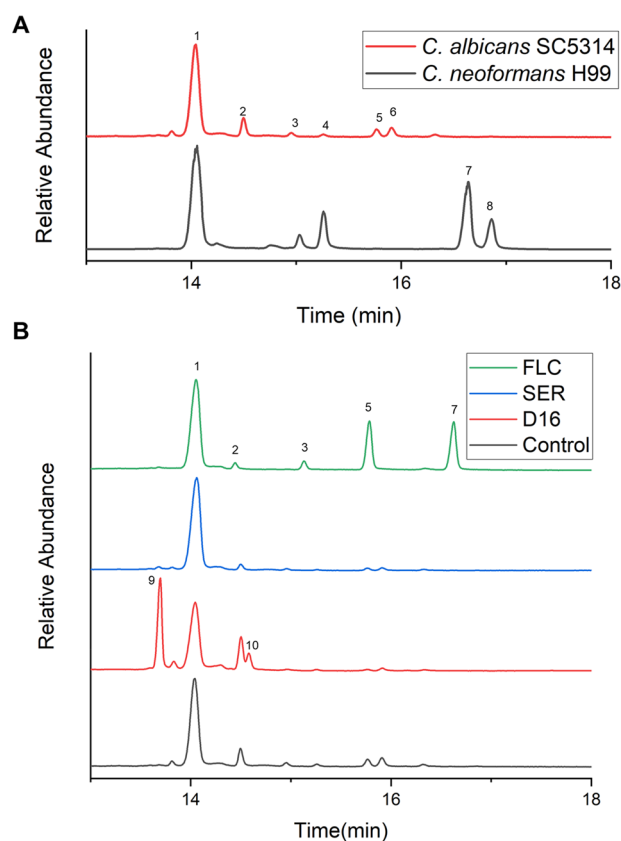 A
C. albicans SC5314
C. neoformans H99
1
2
3
4
5
6
7
8
Relative Abundance
14
16
18
Time (min)
B
FLC
SER
D16
Control
1
2
3
5
7
9
10
Relative Abundance
14
16
18
Time(min)